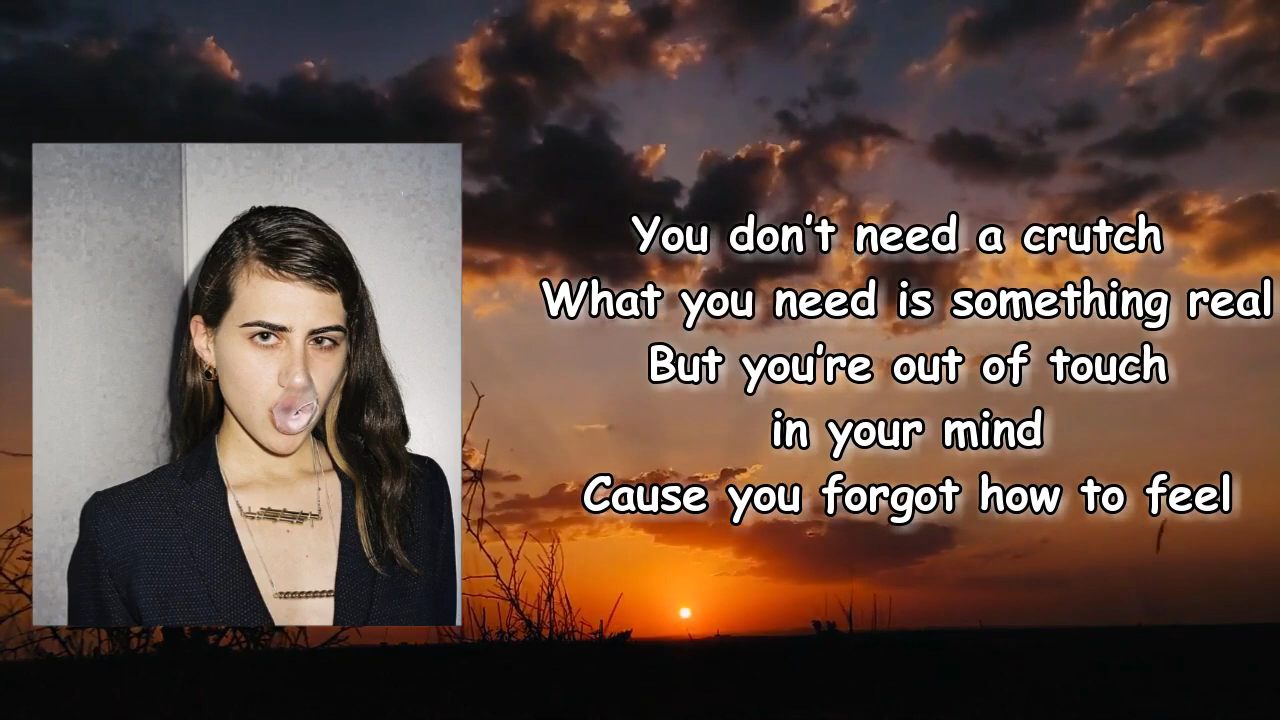 You don't need a crutch
What you need is something real
But you're out of touch
in your mind
Cause you forgot how to feel